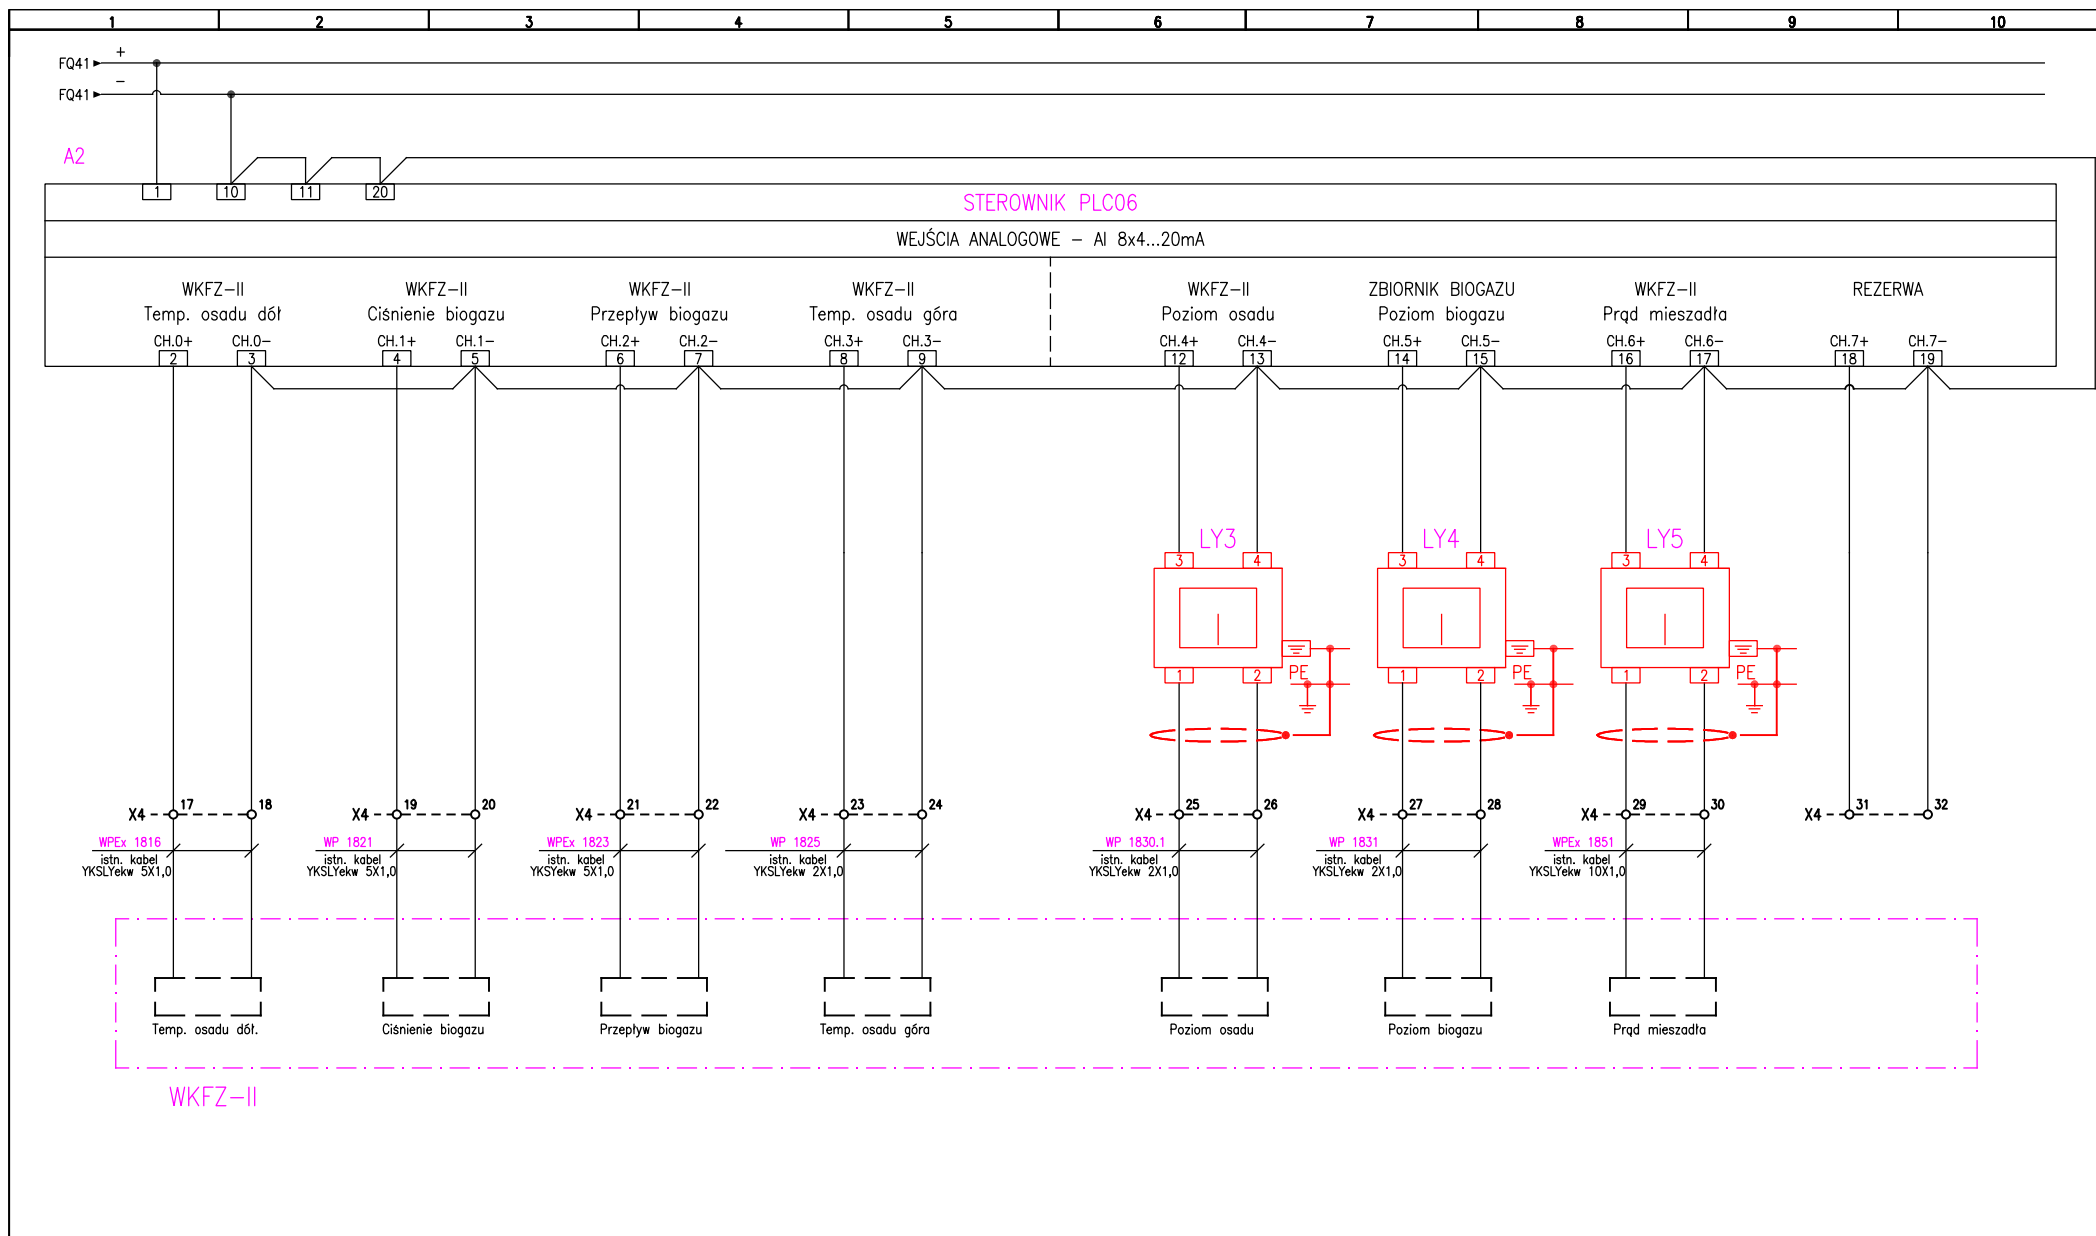 1 2 3 4 5 6 7 8 9 10
+
FQ41
−
FQ41
A2
1 10 11 20
STEROWNIK PLC06
WEJŚCIA ANALOGOWE − AI 8x4...20mA
WKFZ−II WKFZ−II WKFZ−II WKFZ−II WKFZ−II ZBIORNIK BIOGAZU WKFZ−II REZERWA
Temp. osadu dół Ciśnienie biogazu Przepływ biogazu Temp. osadu góra Poziom osadu Poziom biogazu Prąd mieszadła
CH.0+ CH.0− CH.1+ CH.1− CH.2+ CH.2− CH.3+ CH.3− CH.4+ CH.4− CH.5+ CH.5− CH.6+ CH.6− CH.7+ CH.7−
2 3 4 5 6 7 8 9 12 13 14 15 16 17 18 19
LY3 LY4 LY5
3 4 3 4 3 4
1 2 PE 1 2 PE 1 2 PE
X4 17 18 X4 19 20 X4 21 22 X4 23 24 X4 25 26 X4 27 28 X4 29 30 X4 31 32
WPEx 1816 WP 1821 WPEx 1823 WP 1825 WP 1830.1 WP 1831 WPEx 1851
istn. kabel istn. kabel istn. kabel istn. kabel istn. kabel istn. kabel istn. kabel
YKSLYekw 5X1,0 YKSLYekw 5X1,0 YKSYekw 5X1,0 YKSLYekw 2X1,0 YKSLYekw 2X1,0 YKSLYekw 2X1,0 YKSLYekw 10X1,0
Temp. osadu dół. Ciśnienie biogazu Przepływ biogazu Temp. osadu góra Poziom osadu Poziom biogazu Prąd mieszadła
WKFZ−II